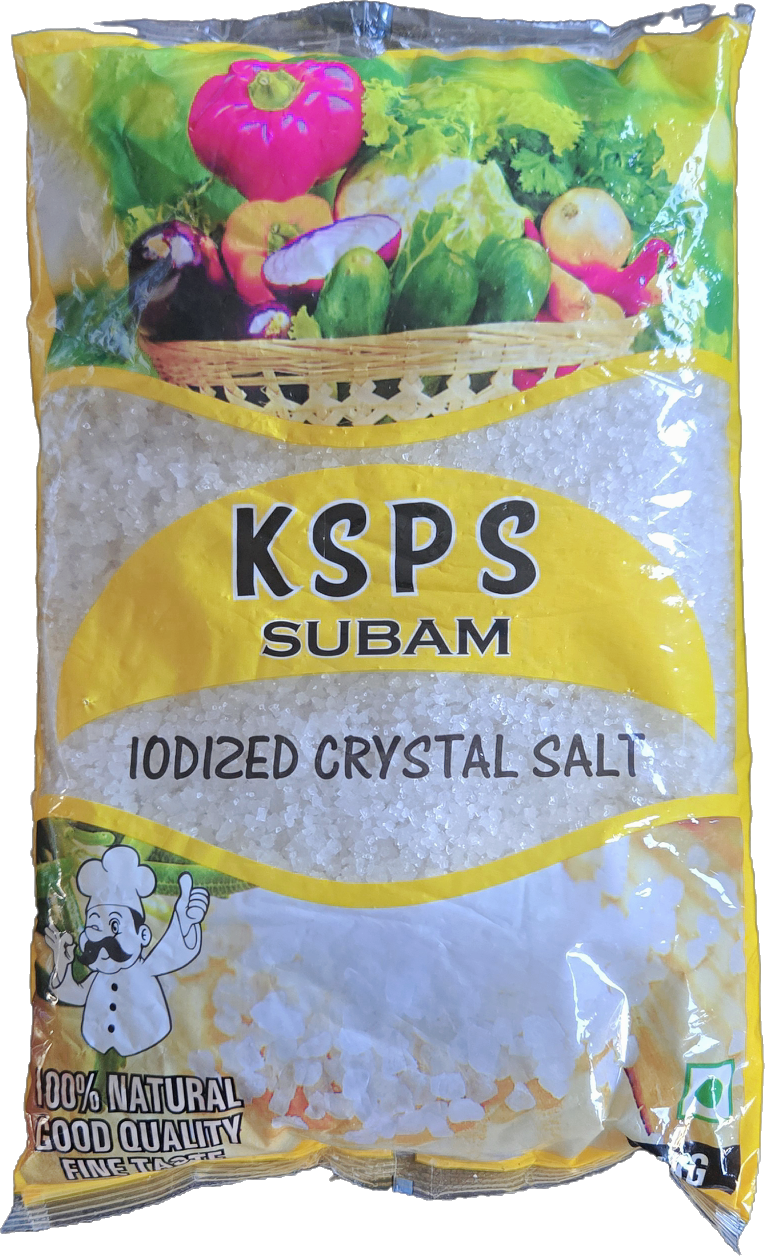 KSPS
SUBAM
IODIZED CRYSTAL SALT
100% NATURAL
GOOD QUALITY
FINE TASTE